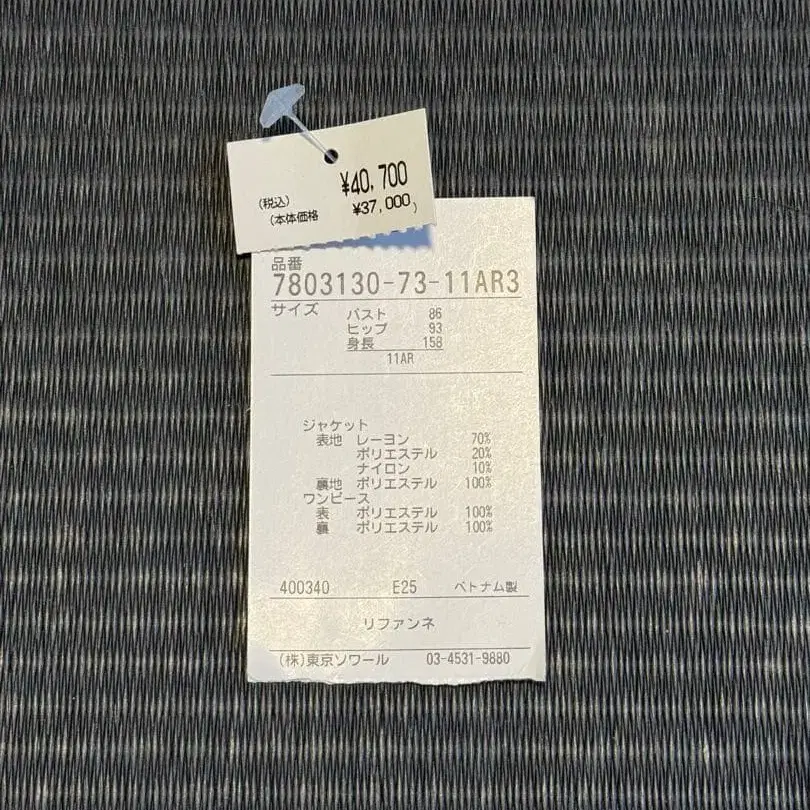 ¥40,700
(税込)
(本体価格 ¥37,000)
品番
7803130-73-11AR3
サイズ バスト 86
ヒップ 93
身長 158
11AR
ジャケット
表地 レーヨン 70%
ポリエステル 20%
ナイロン 10%
裏地 ポリエステル 100%
ワンピース
表 ポリエステル 100%
裏 ポリエステル 100%
400340 E25 ベトナム製
リファンネ
(株)東京ソワール 03-4531-9880